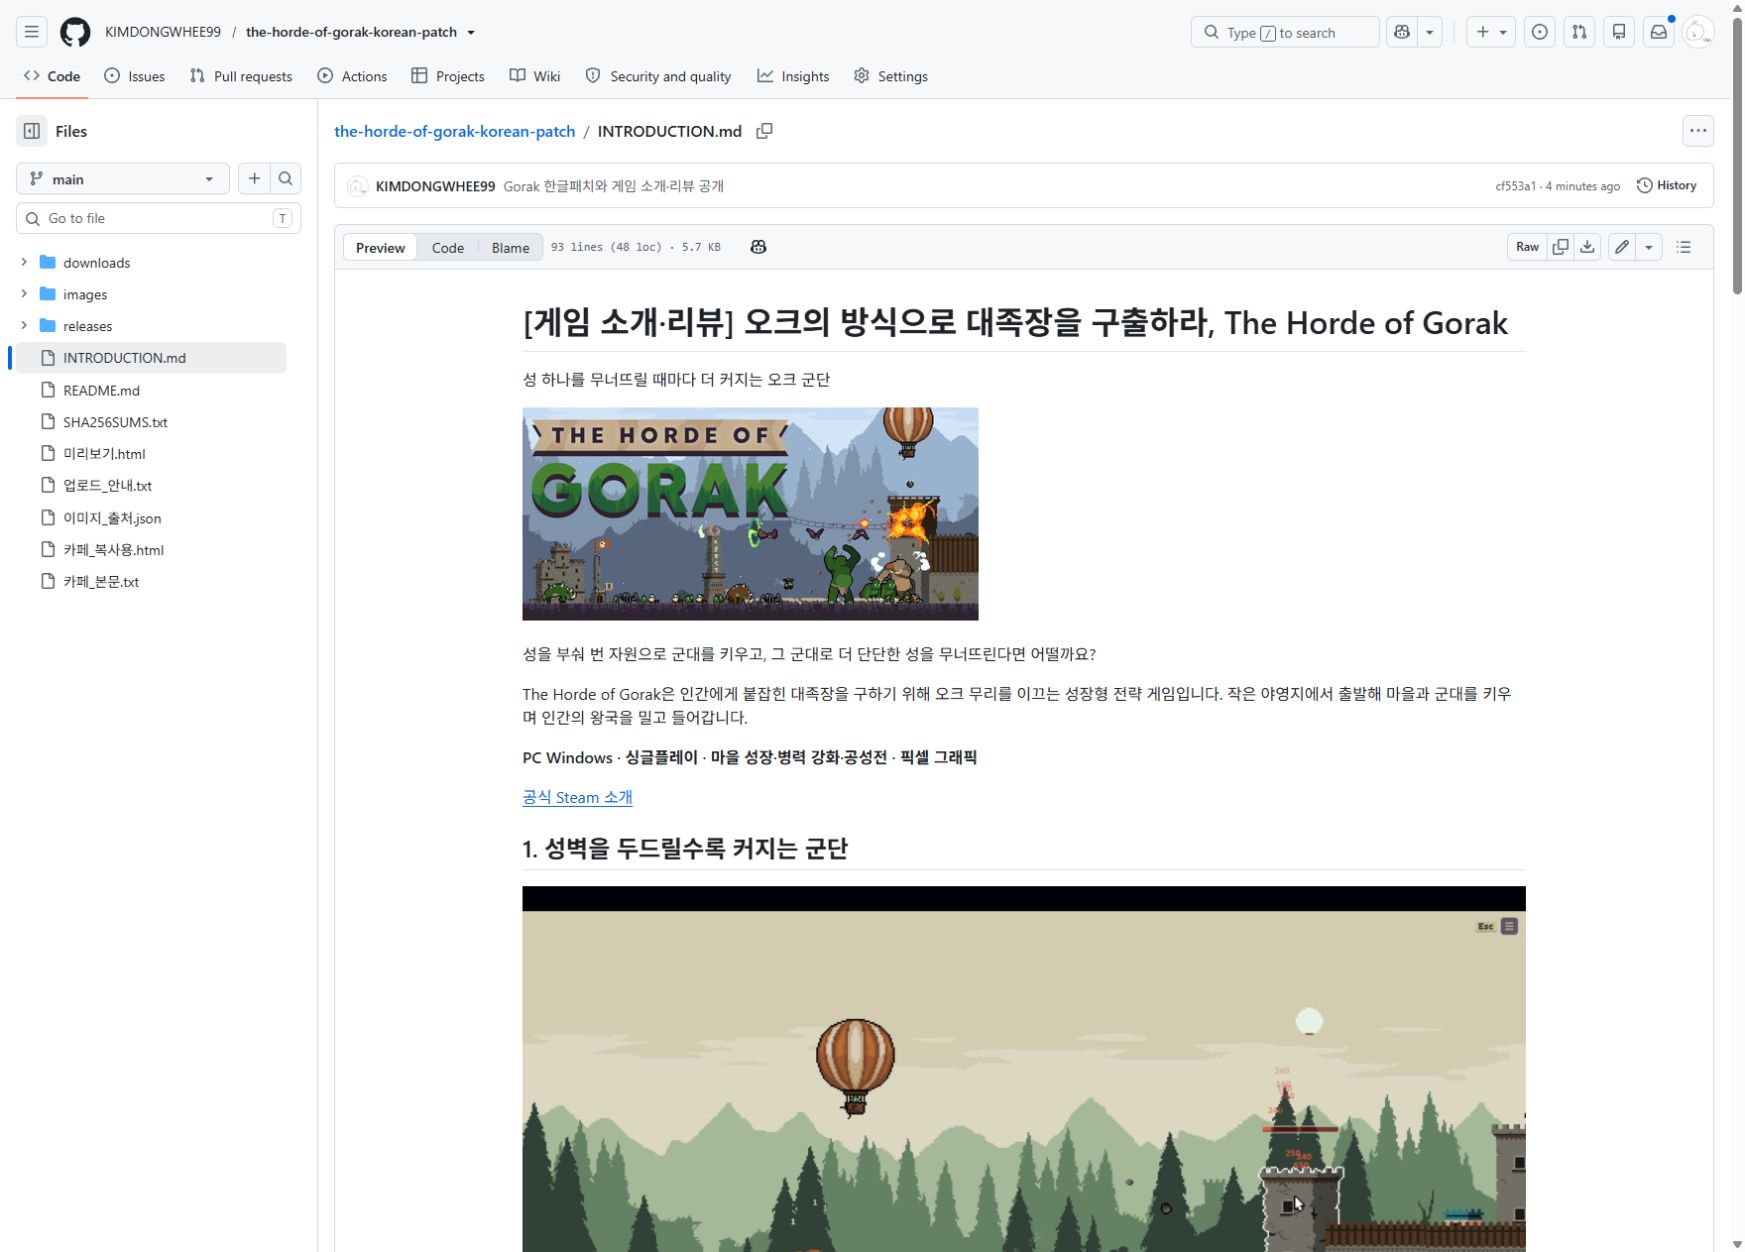 KIMDONGWHEE99 / the-horde-of-gorak-korean-patch
Type / to search
Code
Issues
Pull requests
Actions
Projects
Wiki
Security and quality
Insights
Settings
Files
the-horde-of-gorak-korean-patch / INTRODUCTION.md
main
KIMDONGWHEE99 Gorak 한글패치와 게임 소개·리뷰 공개
cf553a1 · 4 minutes ago
History
Go to file
T
Preview
Code
Blame
93 lines (48 loc) · 5.7 KB
Raw
downloads
images
releases
INTRODUCTION.md
README.md
SHA256SUMS.txt
미리보기.html
업로드_안내.txt
이미지_출처.json
카페_복사용.html
카페_본문.txt
[게임 소개·리뷰] 오크의 방식으로 대족장을 구출하라, The Horde of Gorak
성 하나를 무너뜨릴 때마다 더 커지는 오크 군단
THE HORDE OF
GORAK
성을 부숴 번 자원으로 군대를 키우고, 그 군대로 더 단단한 성을 무너뜨린다면 어떨까요?
The Horde of Gorak은 인간에게 붙잡힌 대족장을 구하기 위해 오크 무리를 이끄는 성장형 전략 게임입니다. 작은 야영지에서 출발해 마을과 군대를 키우
며 인간의 왕국을 밀고 들어갑니다.
PC Windows · 싱글플레이 · 마을 성장·병력 강화·공성전 · 픽셀 그래픽
공식 Steam 소개
1. 성벽을 두드릴수록 커지는 군단
Esc
240
250
240